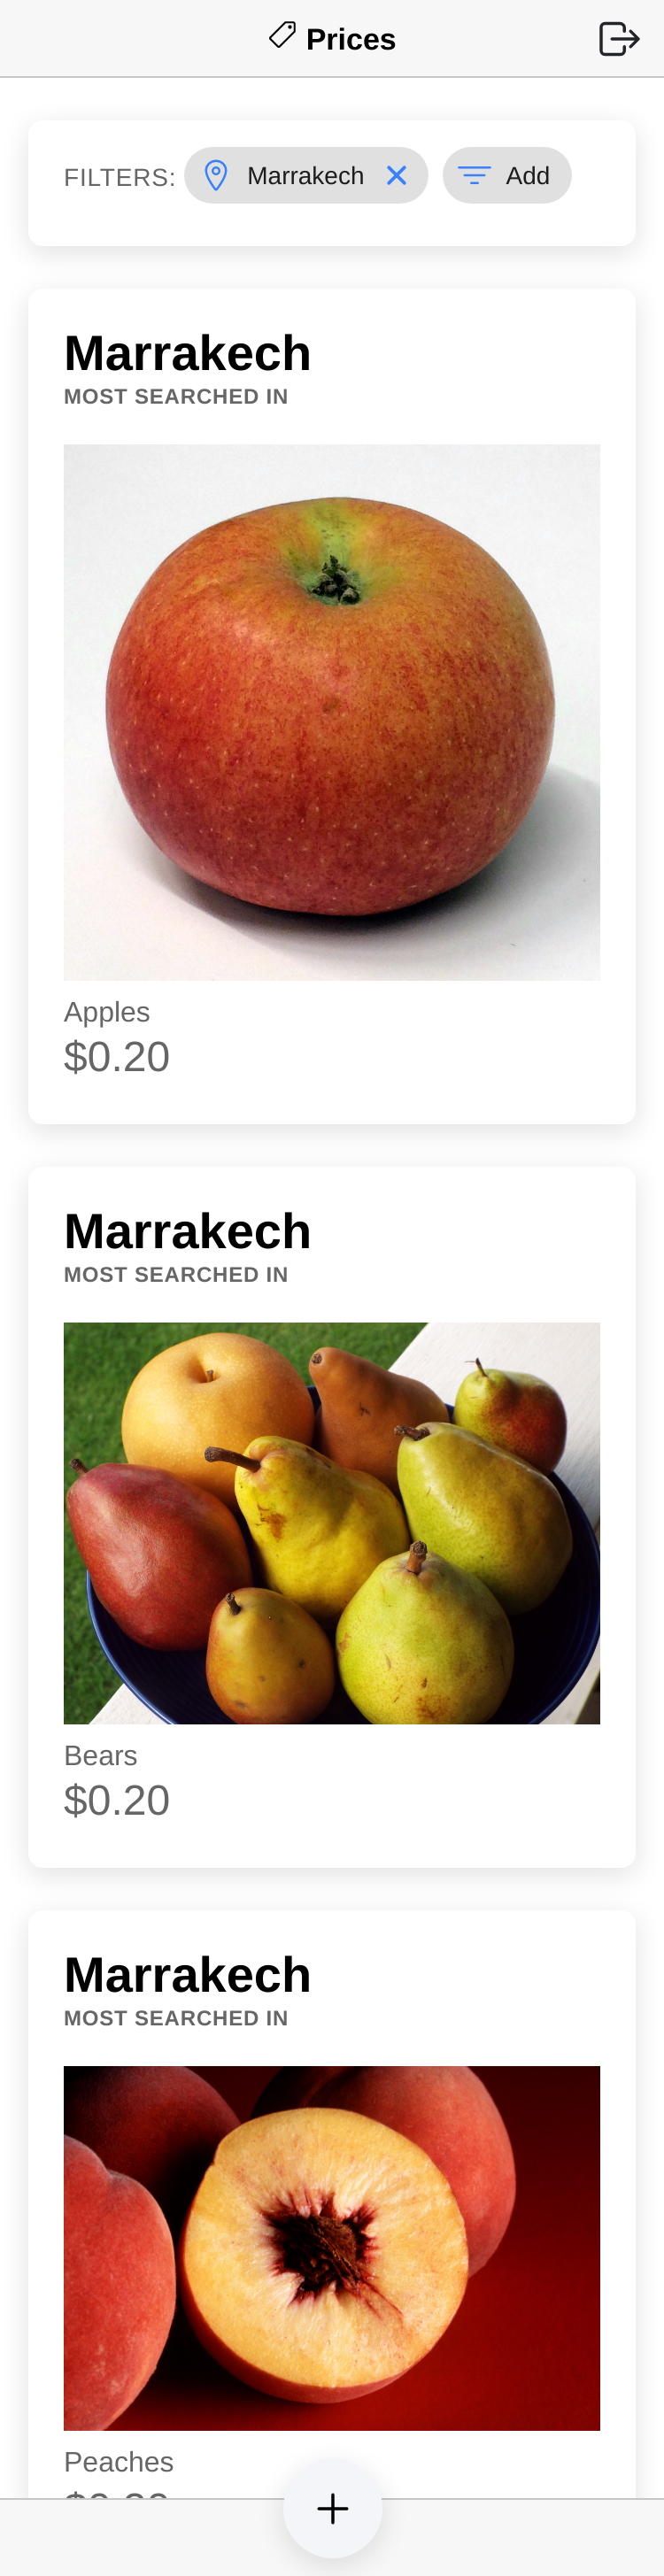 Prices
FILTERS: Marrakech Add
Marrakech
MOST SEARCHED IN
Apples
$0.20
Marrakech
MOST SEARCHED IN
Bears
$0.20
Marrakech
MOST SEARCHED IN
Peaches